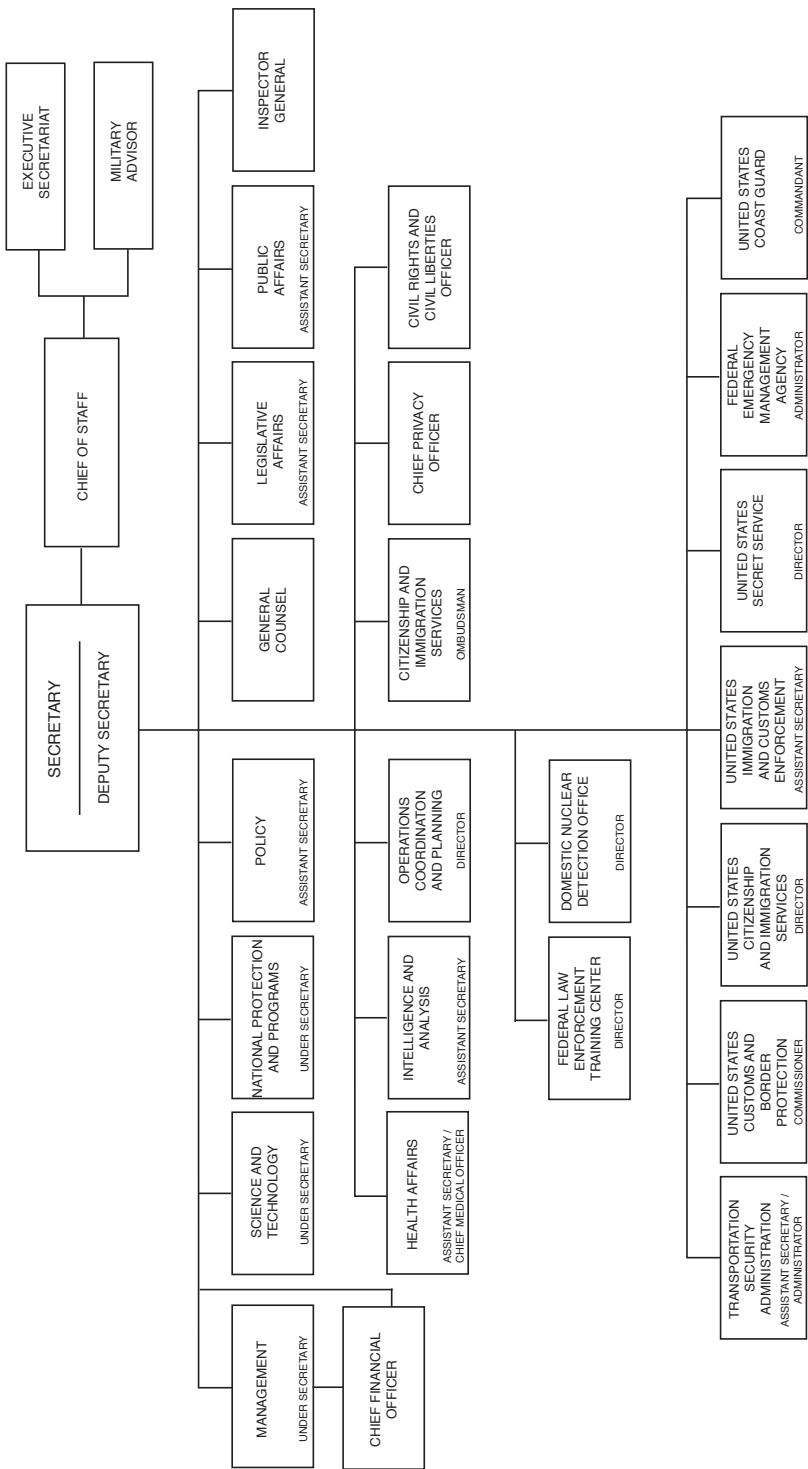 EXECUTIVE
SECRETARIAT
MILITARY
ADVISOR
CHIEF OF STAFF
SECRETARY
DEPUTY SECRETARY
MANAGEMENT
UNDER SECRETARY
CHIEF FINANCIAL
OFFICER
SCIENCE AND
TECHNOLOGY
UNDER SECRETARY
NATIONAL PROTECTION
AND PROGRAMS
UNDER SECRETARY
POLICY
ASSISTANT SECRETARY
GENERAL
COUNSEL
LEGISLATIVE
AFFAIRS
ASSISTANT SECRETARY
PUBLIC
AFFAIRS
ASSISTANT SECRETARY
INSPECTOR
GENERAL
HEALTH AFFAIRS
ASSISTANT SECRETARY /
CHIEF MEDICAL OFFICER
INTELLIGENCE AND
ANALYSIS
ASSISTANT SECRETARY
OPERATIONS
COORDINATON
AND PLANNING
DIRECTOR
CITIZENSHIP AND
IMMIGRATION
SERVICES
OMBUDSMAN
CHIEF PRIVACY
OFFICER
CIVIL RIGHTS AND
CIVIL LIBERTIES
OFFICER
FEDERAL LAW
ENFORCEMENT
TRAINING CENTER
DIRECTOR
DOMESTIC NUCLEAR
DETECTION OFFICE
DIRECTOR
TRANSPORTATION
SECURITY
ADMINISTRATION
ASSISTANT SECRETARY /
ADMINISTRATOR
UNITED STATES
CUSTOMS AND
BORDER
PROTECTION
COMMISSIONER
UNITED STATES
CITIZENSHIP
AND IMMIGRATION
SERVICES
DIRECTOR
UNITED STATES
IMMIGRATION
AND CUSTOMS
ENFORCEMENT
ASSISTANT SECRETARY
UNITED STATES
SECRET SERVICE
DIRECTOR
FEDERAL
EMERGENCY
MANAGEMENT
AGENCY
ADMINISTRATOR
UNITED STATES
COAST GUARD
COMMANDANT